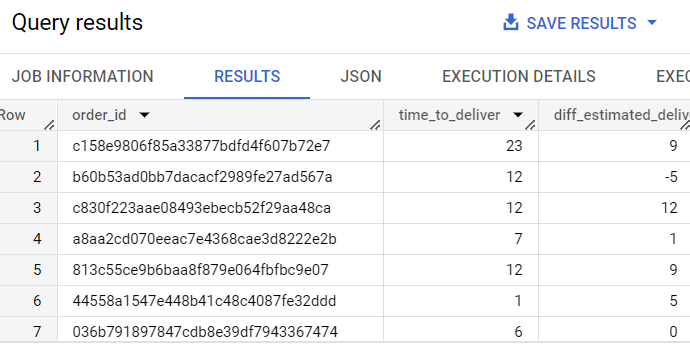 Query results SAVE RESULTS
JOB INFORMATION RESULTS JSON EXECUTION DETAILS EXEC
Row order_id time_to_deliver diff_estimated_deliv
1 c158e9806f85a33877bdfd4f607b72e7 23 9
2 b60b53ad0bb7dacacf2989fe27ad567a 12 -5
3 c830f223aae08493ebecb52f29aa48ca 12 12
4 a8aa2cd070eeac7e4368cae3d8222e2b 7 1
5 813c55ce9b6baa8f879e064fbfbc9e07 12 9
6 44558a1547e448b41c48c4087fe32ddd 1 5
7 036b791897847cdb8e39df7943367474 6 0